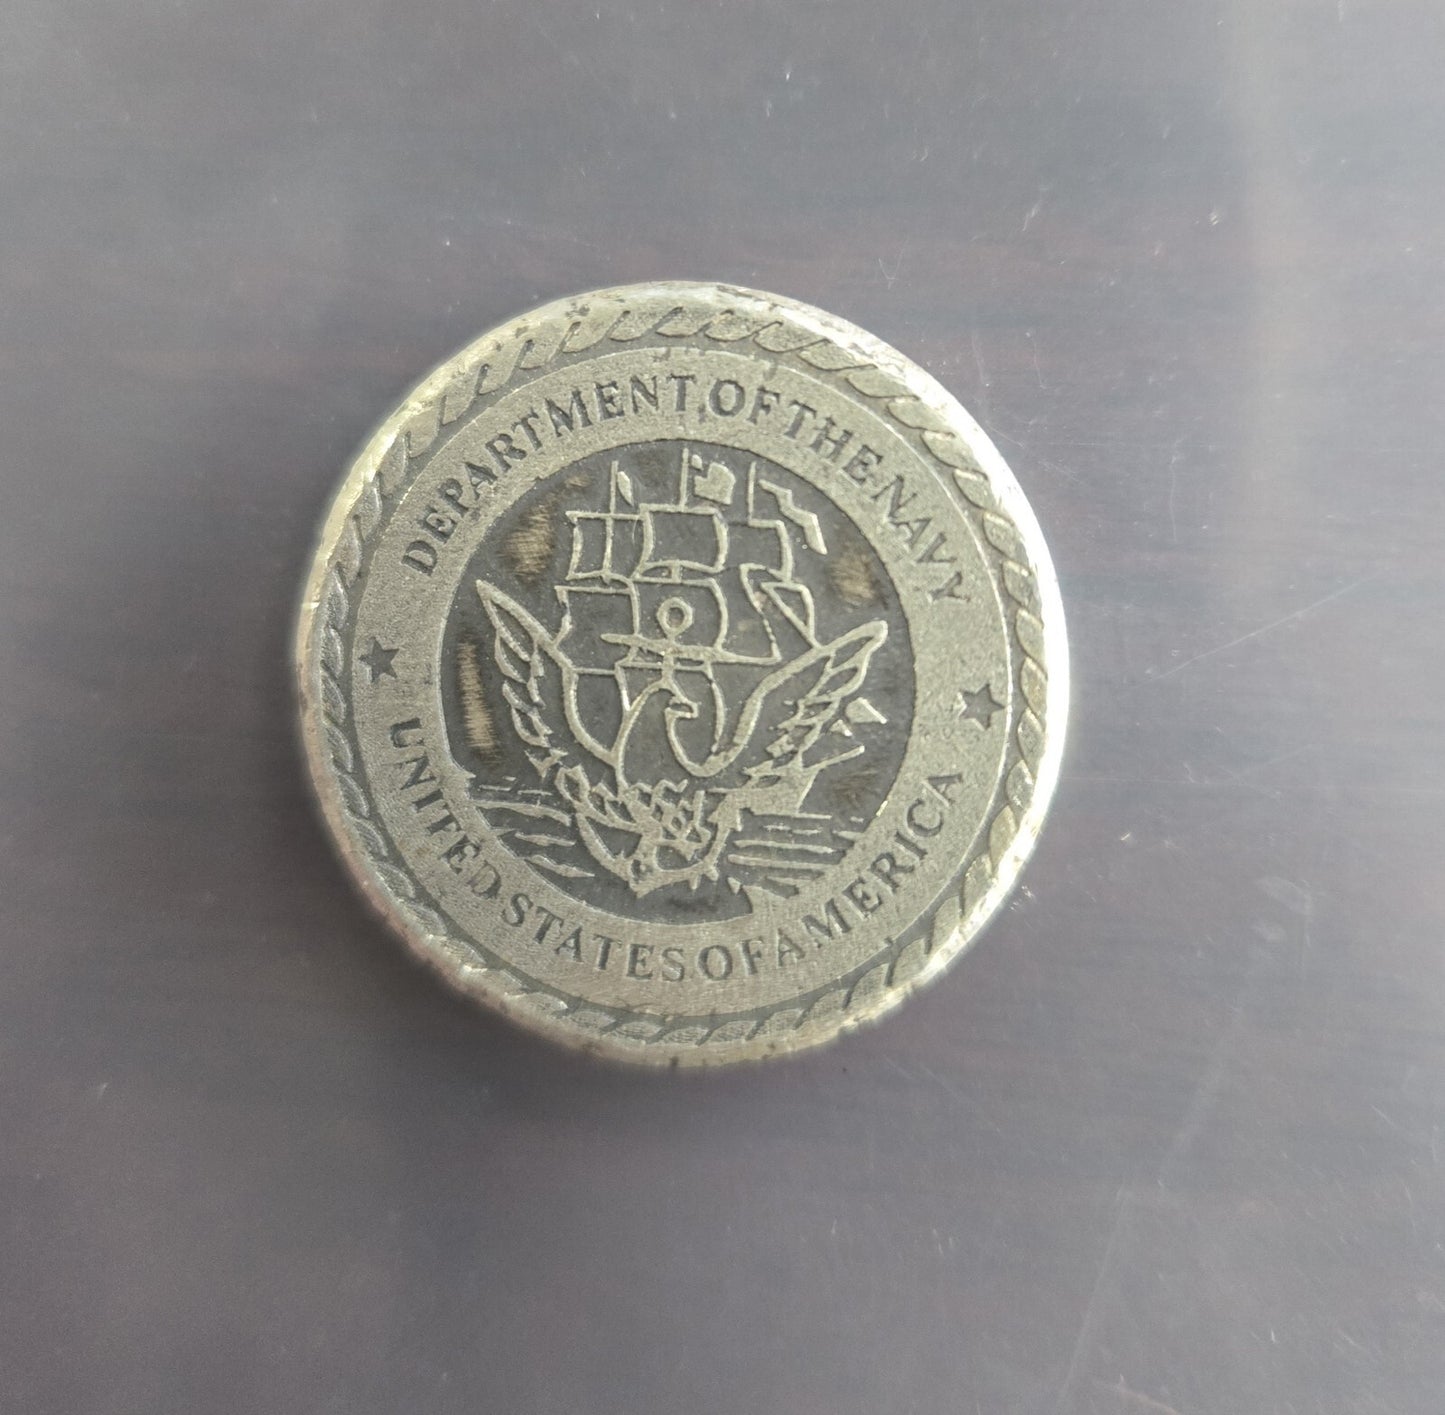 DEPARTMENT OF THE NAVY
UNITED STATES OF AMERICA